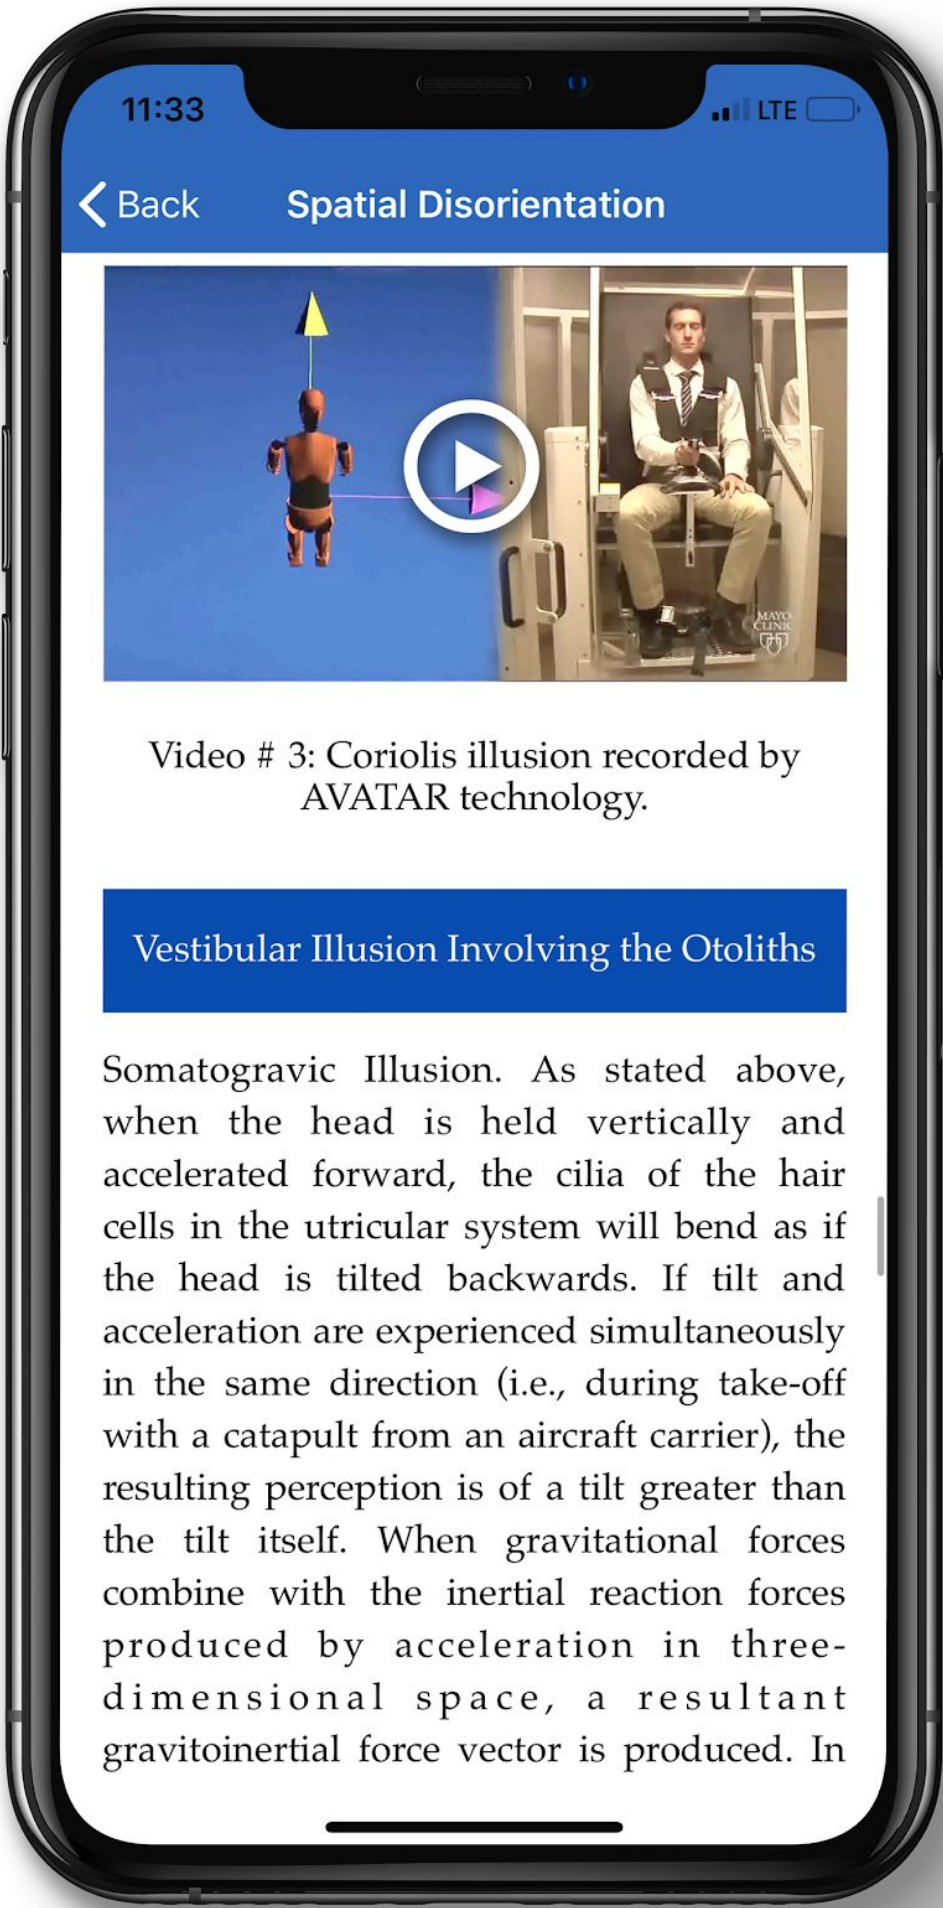 11:33
LTE
Back
Spatial Disorientation
MAYO
CLINIC
Video # 3: Coriolis illusion recorded by
AVATAR technology.
Vestibular Illusion Involving the Otoliths
Somatogravic Illusion. As stated above,
when the head is held vertically and
accelerated forward, the cilia of the hair
cells in the utricular system will bend as if
the head is tilted backwards. If tilt and
acceleration are experienced simultaneously
in the same direction (i.e., during take-off
with a catapult from an aircraft carrier), the
resulting perception is of a tilt greater than
the tilt itself. When gravitational forces
combine with the inertial reaction forces
produced by acceleration in three-
dimensional space, a resultant
gravitoinertial force vector is produced. In